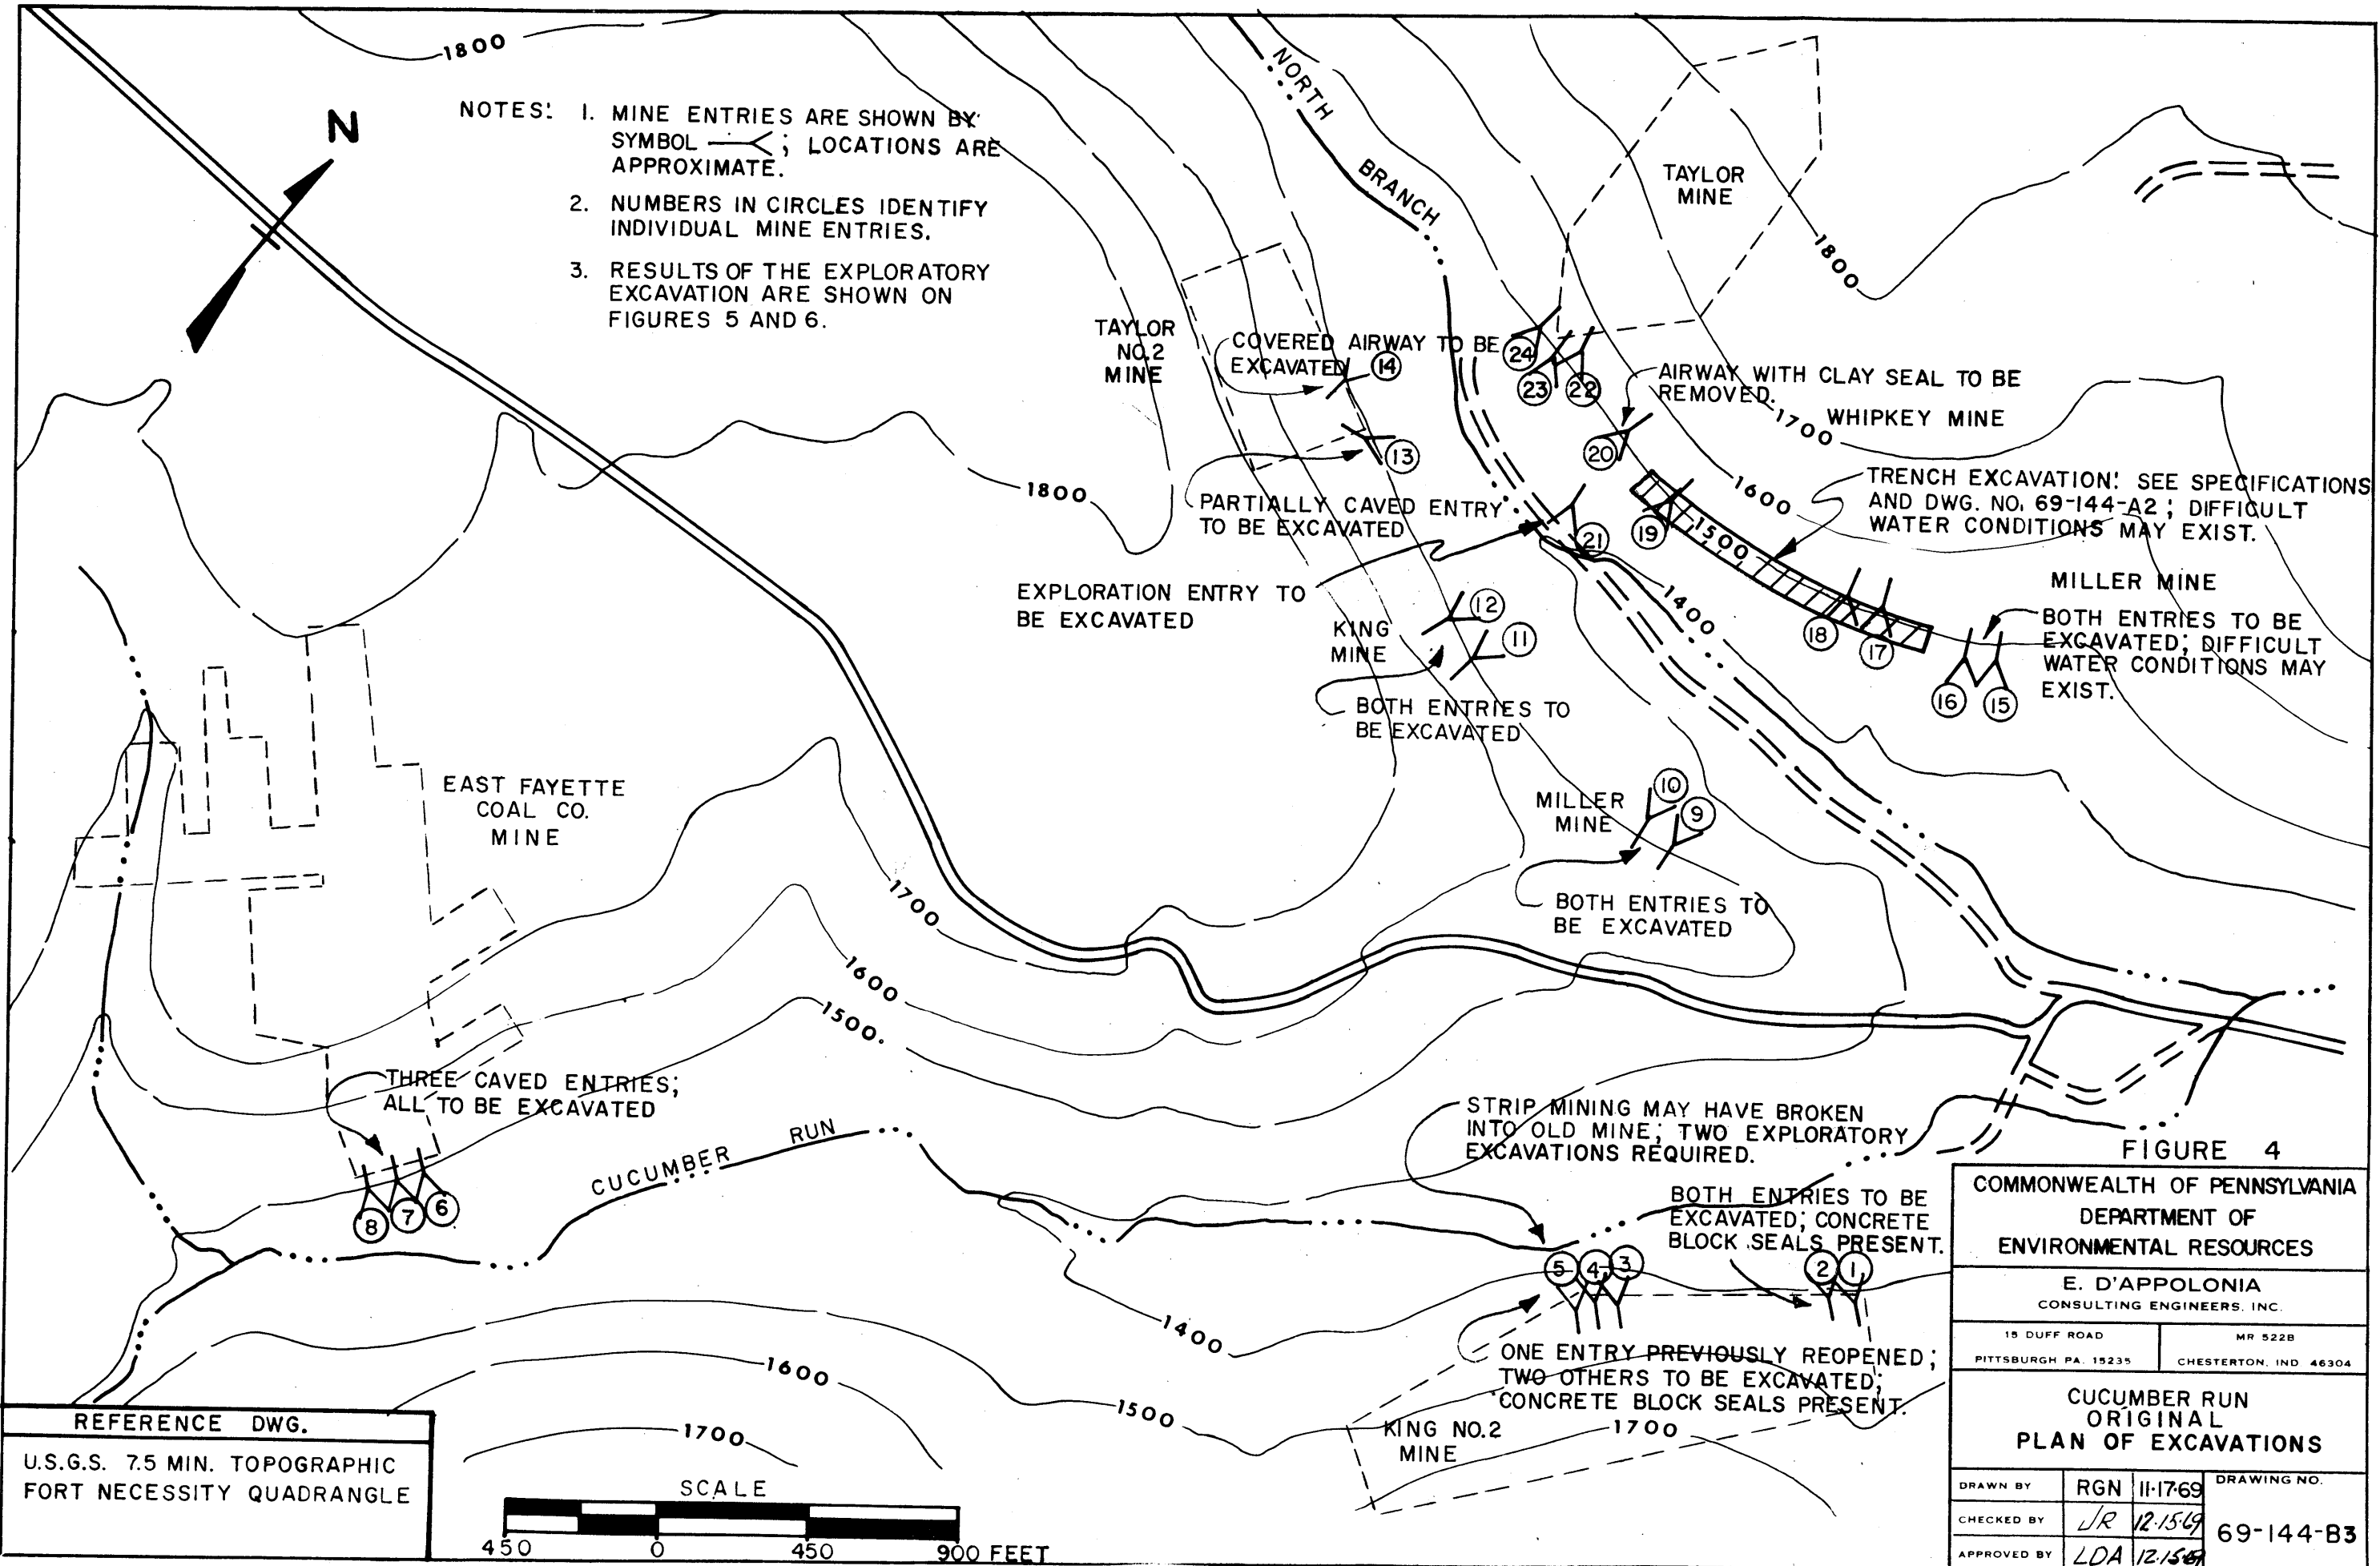 1800
NORTH
BRANCH
N
NOTES: 1. MINE ENTRIES ARE SHOWN BY
SYMBOL ; LOCATIONS ARE
APPROXIMATE.
2. NUMBERS IN CIRCLES IDENTIFY
INDIVIDUAL MINE ENTRIES.
3. RESULTS OF THE EXPLORATORY
EXCAVATION ARE SHOWN ON
FIGURES 5 AND 6.
TAYLOR
MINE
1800
TAYLOR
NO.2
MINE
COVERED AIRWAY TO BE
EXCAVATED
14
24
23
22
AIRWAY WITH CLAY SEAL TO BE
REMOVED.
1700
WHIPKEY MINE
13
20
1800
PARTIALLY CAVED ENTRY
TO BE EXCAVATED
1600
TRENCH EXCAVATION: SEE SPECIFICATIONS
AND DWG. NO. 69-144-A2; DIFFICULT
WATER CONDITIONS MAY EXIST.
21
19
1500
EXPLORATION ENTRY TO
BE EXCAVATED
1400
MILLER MINE
BOTH ENTRIES TO BE
EXCAVATED; DIFFICULT
WATER CONDITIONS MAY
EXIST.
18
17
16
15
KING
MINE
12
11
BOTH ENTRIES TO
BE EXCAVATED
EAST FAYETTE
COAL CO.
MINE
MILLER
MINE
10
9
BOTH ENTRIES TO
BE EXCAVATED
1700
1600
1500.
THREE CAVED ENTRIES;
ALL TO BE EXCAVATED
8
7
6
CUCUMBER RUN
STRIP MINING MAY HAVE BROKEN
INTO OLD MINE; TWO EXPLORATORY
EXCAVATIONS REQUIRED.
BOTH ENTRIES TO BE
EXCAVATED; CONCRETE
BLOCK SEALS PRESENT.
5
4
3
2
1
1400
ONE ENTRY PREVIOUSLY REOPENED;
TWO OTHERS TO BE EXCAVATED;
CONCRETE BLOCK SEALS PRESENT.
1600
1500
1700
KING NO.2
MINE
1700
REFERENCE DWG.
U.S.G.S. 7.5 MIN. TOPOGRAPHIC
FORT NECESSITY QUADRANGLE
SCALE
450 0 450 900 FEET
FIGURE 4
COMMONWEALTH OF PENNSYLVANIA
DEPARTMENT OF
ENVIRONMENTAL RESOURCES
E. D'APPOLONIA
CONSULTING ENGINEERS, INC.
15 DUFF ROAD
PITTSBURGH PA. 15235
MR 522B
CHESTERTON, IND 46304
CUCUMBER RUN
ORIGINAL
PLAN OF EXCAVATIONS
DRAWN BY RGN 11-17-69
CHECKED BY JR 12-15-69
APPROVED BY LDA 12-15-69
DRAWING NO.
69-144-B3